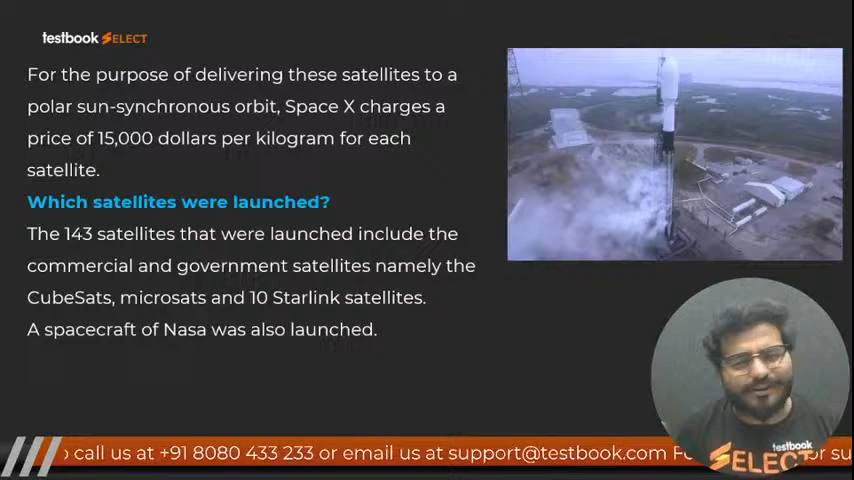 testbook SELECT
For the purpose of delivering these satellites to a
polar sun-synchronous orbit, Space X charges a
price of 15,000 dollars per kilogram for each
satellite.
Which satellites were launched?
The 143 satellites that were launched include the
commercial and government satellites namely the
CubeSats, microsats and 10 Starlink satellites.
A spacecraft of Nasa was also launched.
testbook
SELECT
call us at +91 8080 433 233 or email us at support@testbook.com